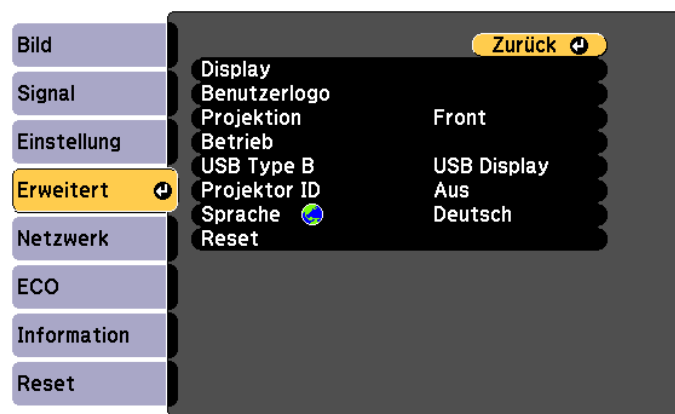 Bild
Signal
Einstellung
Erweitert
Netzwerk
ECO
Information
Reset
Zurück
Display
Benutzerlogo
Projektion Front
Betrieb
USB Type B USB Display
Projektor ID Aus
Sprache Deutsch
Reset